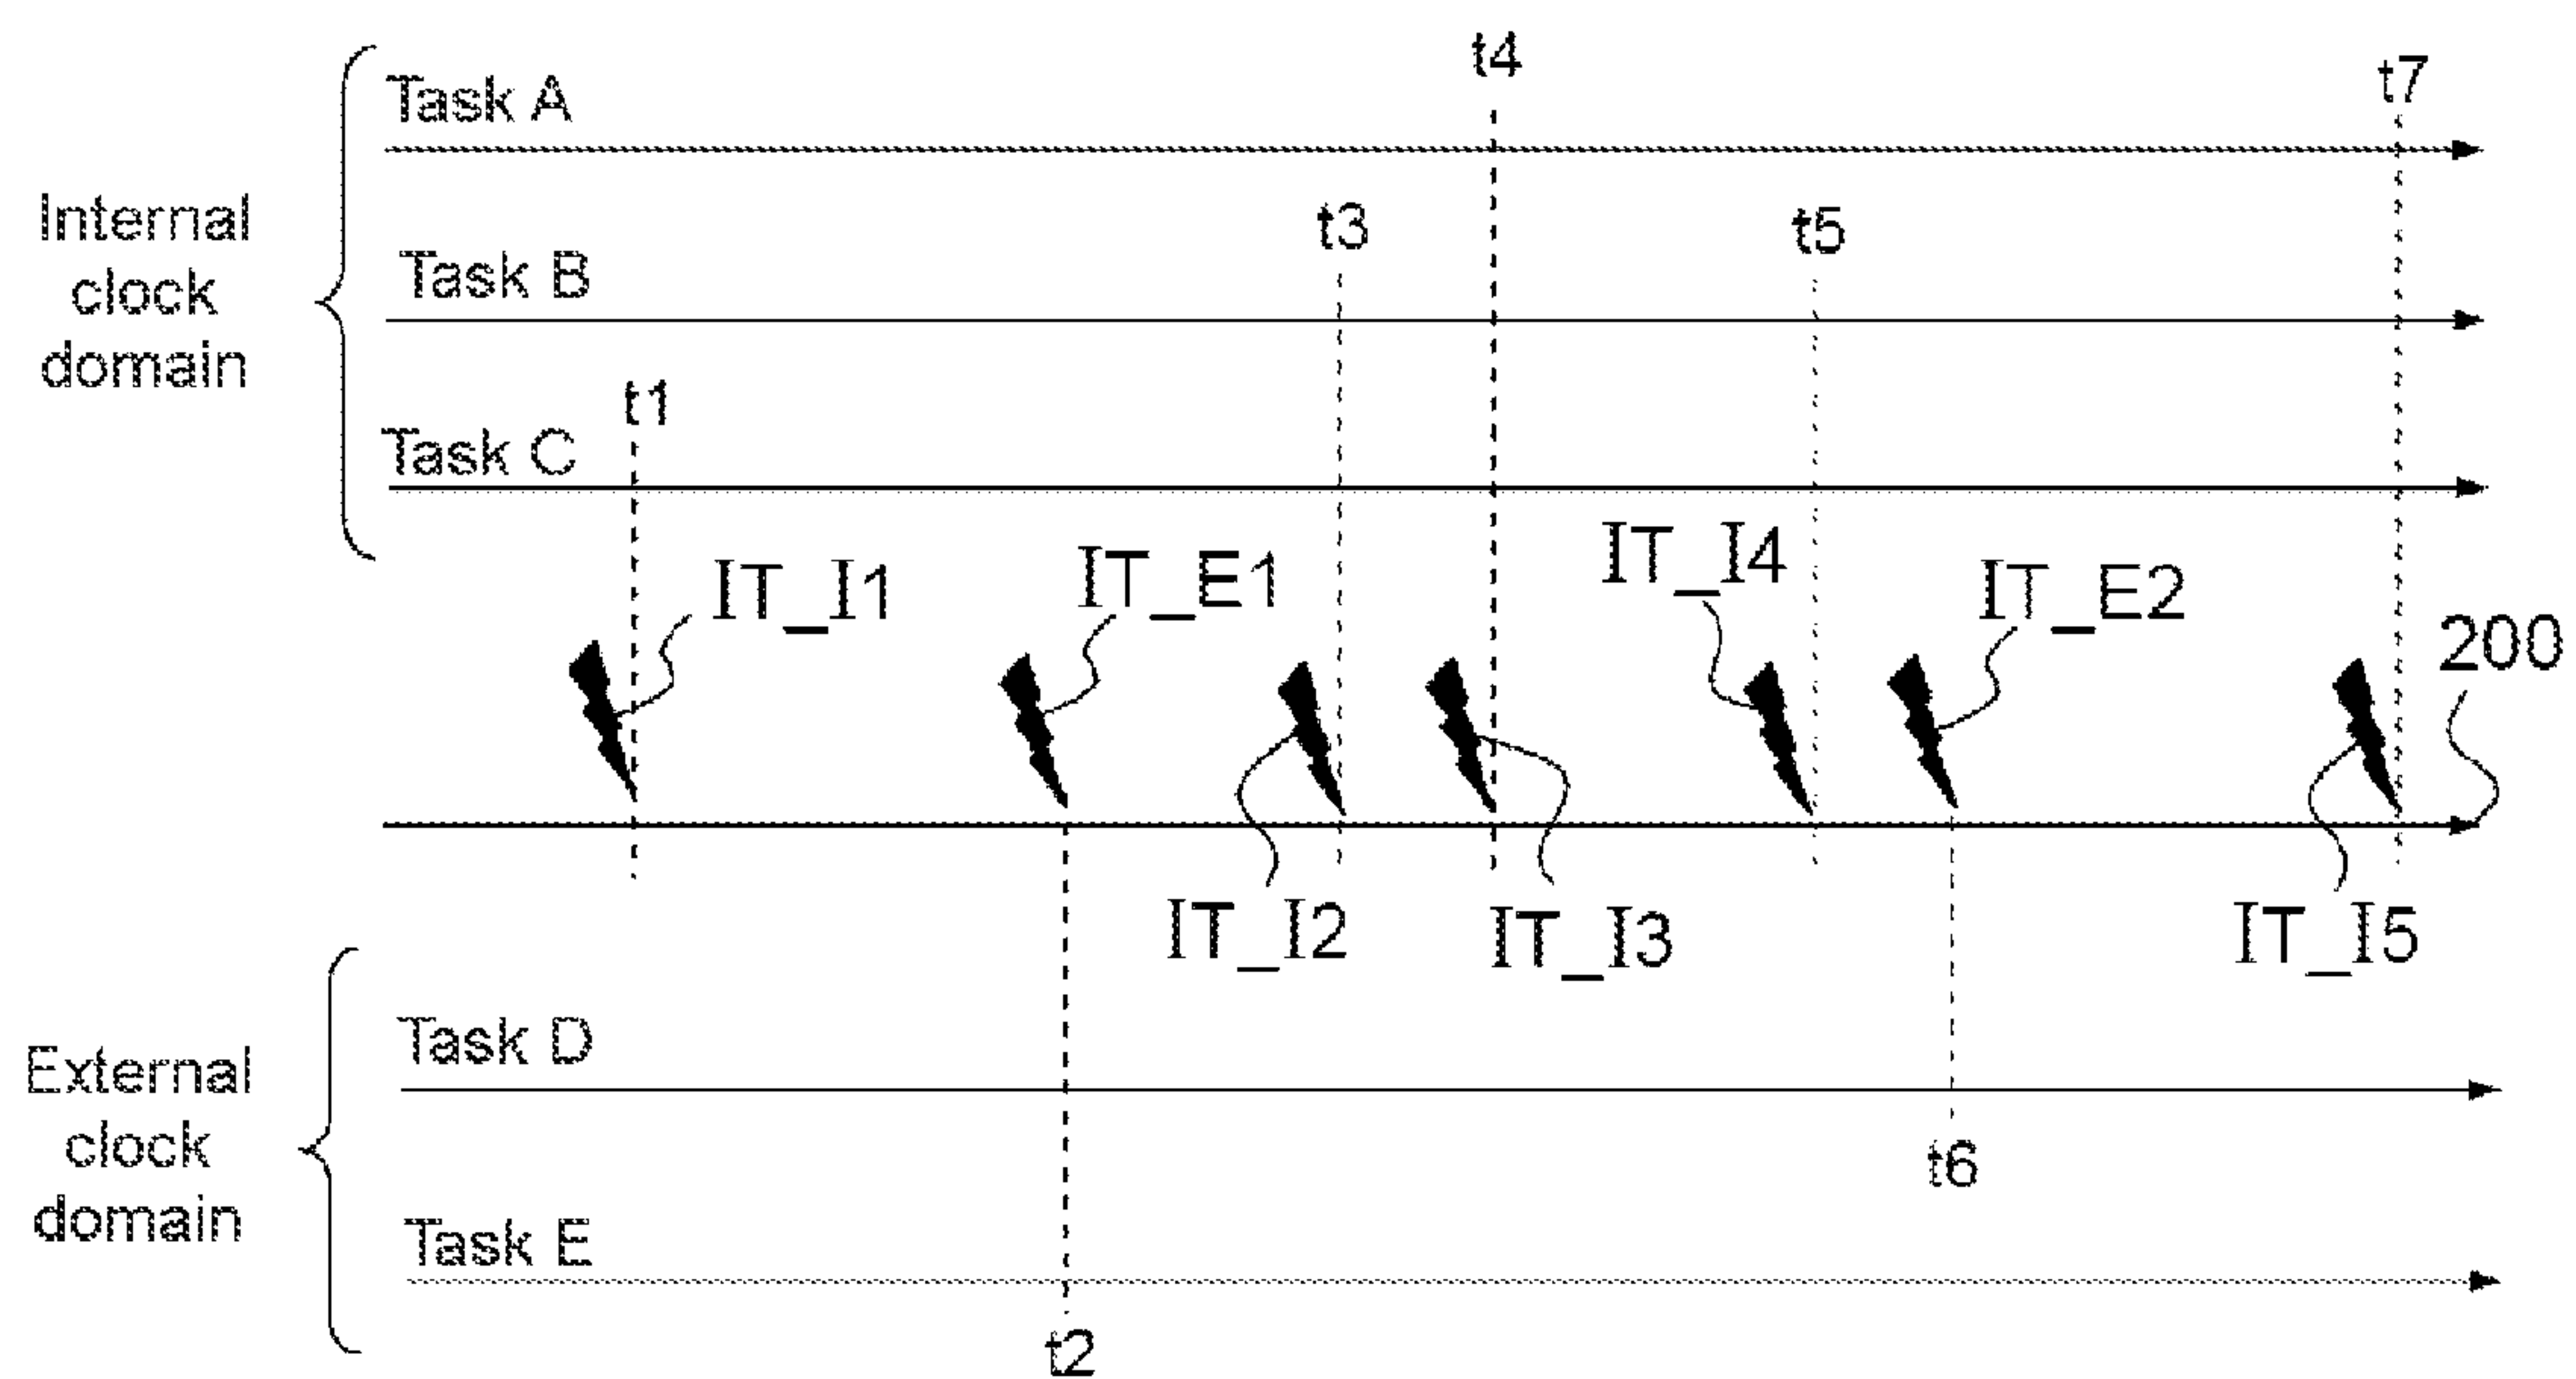 t4
t7
Task A
Internal
clock
domain
t3
t5
Task B
t1
Task C
IT_I1
IT_E1
IT_I4
IT_E2
200
IT_I2
IT_I3
IT_I5
External
clock
domain
Task D
t6
Task E
t2